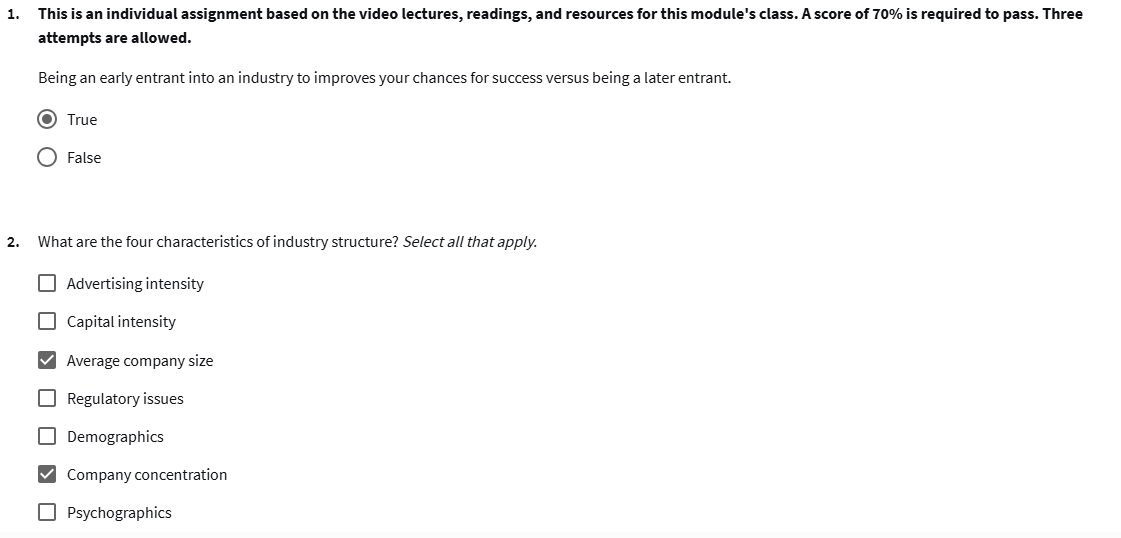 1. This is an individual assignment based on the video lectures, readings, and resources for this module's class. A score of 70% is required to pass. Three
attempts are allowed.
Being an early entrant into an industry to improves your chances for success versus being a later entrant.
True
False
2. What are the four characteristics of industry structure? Select all that apply.
Advertising intensity
Capital intensity
Average company size
Regulatory issues
Demographics
Company concentration
Psychographics